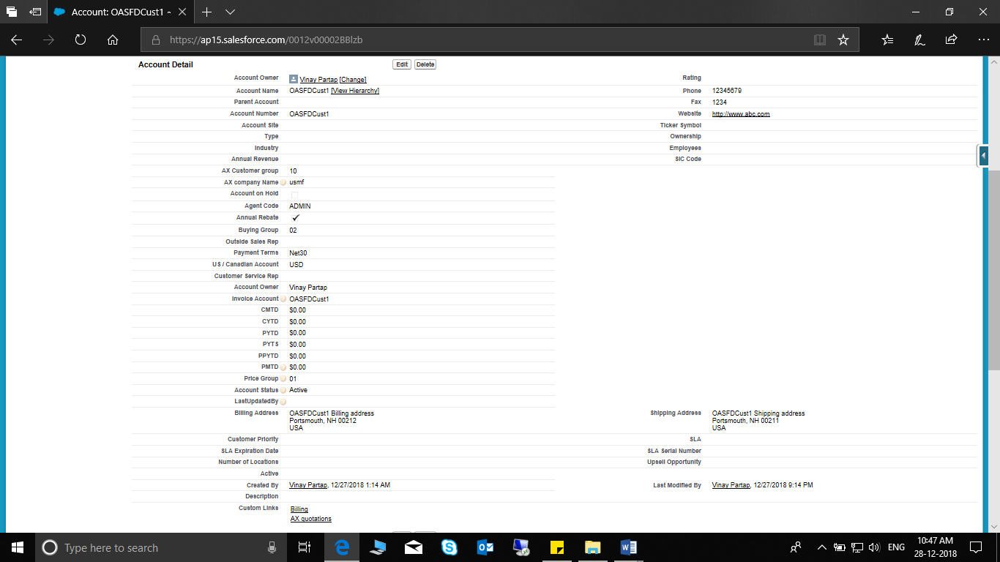 Account: OASFDCust1 ~
https://ap15.salesforce.com/0012v00002BBlzb
Account Detail
Edit
Delete
Account Owner Vinay Partap [Change]
Rating
Account Name OASFDCust1 [View Hierarchy]
Phone 12345679
Parent Account
Fax 1234
Account Number OASFDCust1
Website http://www.abc.com
Account Site
Ticker Symbol
Type
Ownership
Industry
Employees
Annual Revenue
SIC Code
AX Customer group 10
AX company Name usmf
Account on Hold
Agent Code ADMIN
Annual Rebate ✓
Buying Group 02
Outside Sales Rep
Payment Terms Net30
US / Canadian Account USD
Customer Service Rep
Account Owner Vinay Partap
Invoice Account OASFDCust1
CMTD $0.00
CYTD $0.00
PYTD $0.00
PYTS $0.00
PPYTD $0.00
PMTD $0.00
Price Group 01
Account Status Active
LastUpdatedBy
Billing Address OASFDCust1 Billing address
Portsmouth, NH 00212
USA
Shipping Address OASFDCust1 Shipping address
Portsmouth, NH 00211
USA
Customer Priority
SLA
SLA Expiration Date
SLA Serial Number
Number of Locations
Upsell Opportunity
Active
Created By Vinay Partap, 12/27/2018 1:14 AM
Last Modified By Vinay Partap, 12/27/2018 9:14 PM
Description
Custom Links Billing
AX quotations
Type here to search
ENG
10:47 AM
28-12-2018